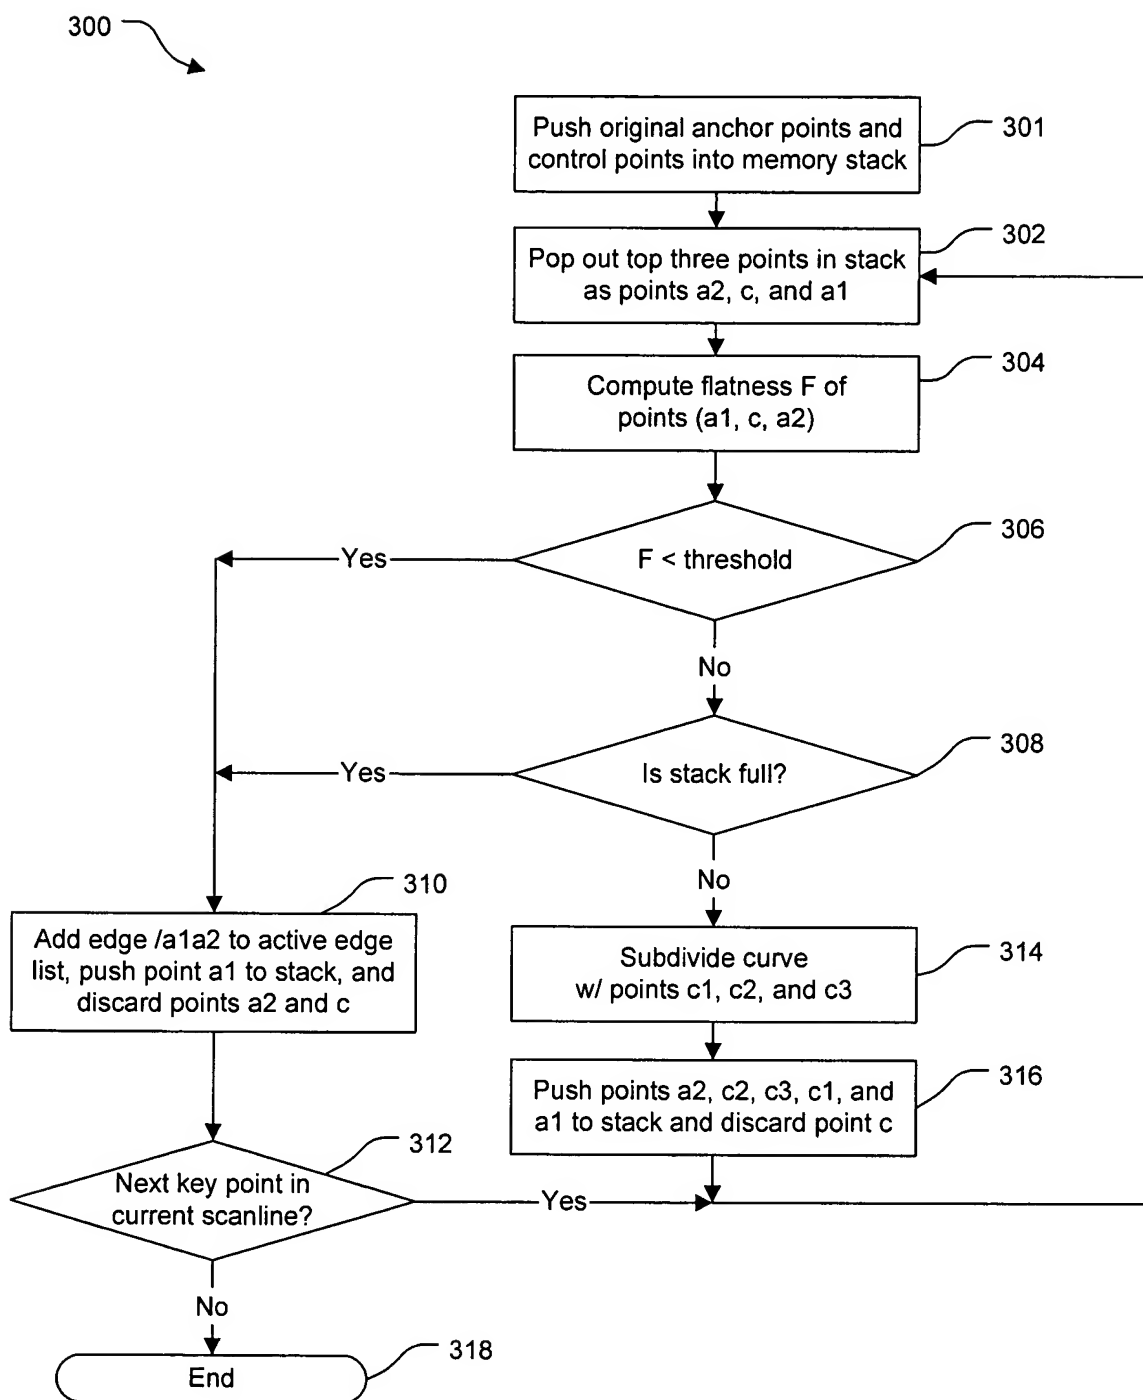 300
Push original anchor points and
control points into memory stack
301
Pop out top three points in stack
as points a2, c, and a1
302
Compute flatness F of
points (a1, c, a2)
304
F < threshold
306
Yes
No
Is stack full?
308
Yes
No
310
Add edge /a1a2 to active edge
list, push point a1 to stack, and
discard points a2 and c
Subdivide curve
w/ points c1, c2, and c3
314
Push points a2, c2, c3, c1, and
a1 to stack and discard point c
316
312
Next key point in
current scanline?
Yes
No
End
318